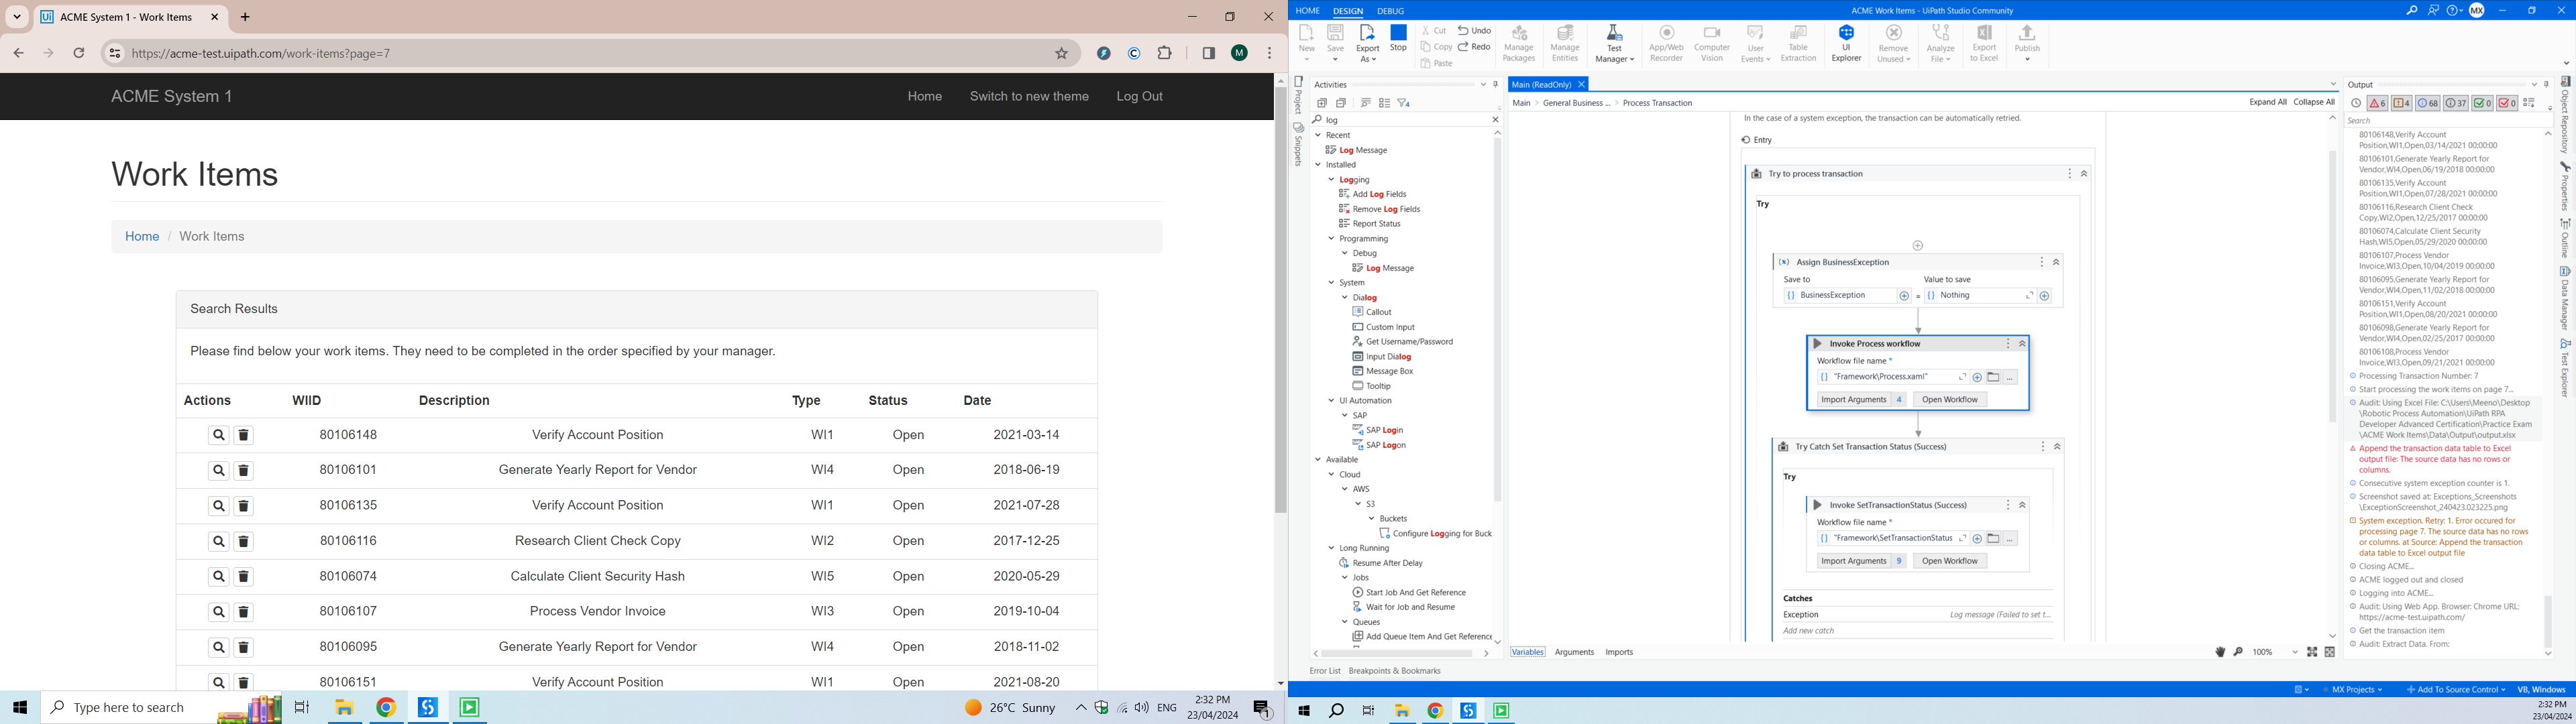 ACME System 1 - Work Items
https://acme-test.uipath.com/work-items?page=7
M
ACME System 1
Home
Switch to new theme
Log Out
Work Items
Home / Work Items
Search Results
Please find below your work items. They need to be completed in the order specified by your manager.
Actions WIID Description Type Status Date
80106148 Verify Account Position WI1 Open 2021-03-14
80106101 Generate Yearly Report for Vendor WI4 Open 2018-06-19
80106135 Verify Account Position WI1 Open 2021-07-28
80106116 Research Client Check Copy WI2 Open 2017-12-25
80106074 Calculate Client Security Hash WI5 Open 2020-05-29
80106107 Process Vendor Invoice WI3 Open 2019-10-04
80106095 Generate Yearly Report for Vendor WI4 Open 2018-11-02
80106151 Verify Account Position WI1 Open 2021-08-20
Type here to search
26°C Sunny
ENG
2:32 PM
23/04/2024
1
HOME DESIGN DEBUG
ACME Work Items - UiPath Studio Community
MX
New
Save
Export As
Stop
Cut
Copy
Paste
Undo
Redo
Manage Packages
Manage Entities
Test Manager
App/Web Recorder
Computer Vision
User Events
Table Extraction
UI Explorer
Remove Unused
Analyze File
Export to Excel
Publish
Project
Snippets
Activities
log
Recent
Log Message
Installed
Logging
Add Log Fields
Remove Log Fields
Report Status
Programming
Debug
Log Message
System
Dialog
Callout
Custom Input
Get Username/Password
Input Dialog
Message Box
Tooltip
UI Automation
SAP
SAP Login
SAP Logon
Available
Cloud
AWS
S3
Buckets
Configure Logging for Buck
Long Running
Resume After Delay
Jobs
Start Job And Get Reference
Wait for Job and Resume
Queues
Add Queue Item And Get Reference
Main (ReadOnly)
Main > General Business ... > Process Transaction
Expand All Collapse All
In the case of a system exception, the transaction can be automatically retried.
Entry
Try to process transaction
Try
Assign BusinessException
Save to
Value to save
BusinessException = Nothing
Invoke Process workflow
Workflow file name *
"Framework\Process.xaml"
Import Arguments 4
Open Workflow
Try Catch Set Transaction Status (Success)
Try
Invoke SetTransactionStatus (Success)
Workflow file name *
"Framework\SetTransactionStatus
Import Arguments 9
Open Workflow
Catches
Exception
Log message (Failed to set t...
Add new catch
Variables Arguments Imports
100%
Error List Breakpoints & Bookmarks
Output
6 4 68 37 0 0
Search
80106148,Verify Account
Position,WI1,Open,03/14/2021 00:00:00
80106101,Generate Yearly Report for
Vendor,WI4,Open,06/19/2018 00:00:00
80106135,Verify Account
Position,WI1,Open,07/28/2021 00:00:00
80106116,Research Client Check
Copy,WI2,Open,12/25/2017 00:00:00
80106074,Calculate Client Security
Hash,WI5,Open,05/29/2020 00:00:00
80106107,Process Vendor
Invoice,WI3,Open,10/04/2019 00:00:00
80106095,Generate Yearly Report for
Vendor,WI4,Open,11/02/2018 00:00:00
80106151,Verify Account
Position,WI1,Open,08/20/2021 00:00:00
80106098,Generate Yearly Report for
Vendor,WI4,Open,02/25/2017 00:00:00
80106108,Process Vendor
Invoice,WI3,Open,09/21/2021 00:00:00
Processing Transaction Number: 7
Start processing the work items on page 7...
Audit: Using Excel File: C:\Users\Meeno\Desktop
\Robotic Process Automation\UiPath RPA
Developer Advanced Certification\Practice Exam
\ACME Work Items\Data\Output\output.xlsx
Append the transaction data table to Excel
output file: The source data has no rows or
columns.
Consecutive system exception counter is 1.
Screenshot saved at: Exceptions_Screenshots
\ExceptionScreenshot_240423.023225.png
System exception. Retry: 1. Error occured for
processing page 7. The source data has no rows
or columns. at Source: Append the transaction
data table to Excel output file
Closing ACME...
ACME logged out and closed
Logging into ACME...
Audit: Using Web App. Browser: Chrome URL:
https://acme-test.uipath.com/
Get the transaction item
Audit: Extract Data. From:
Object Repository
Properties
Outline
Data Manager
Test Explorer
MX Projects
Add To Source Control
VB, Windows
2:32 PM
23/04/2024